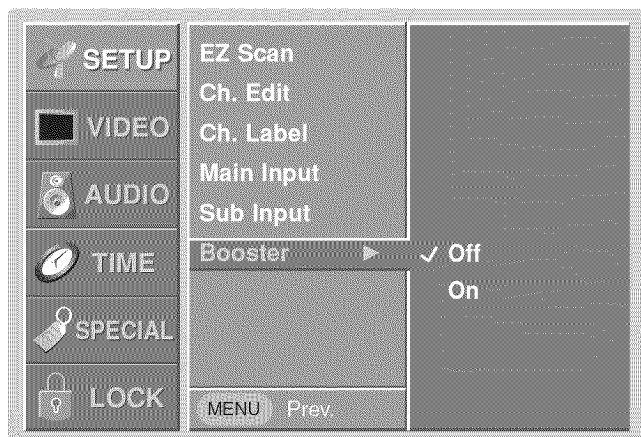 SETUP
VIDEO
AUDIO
TIME
SPECIAL
LOCK
EZ Scan
Ch. Edit
Ch. Label
Main Input
Sub Input
Booster
MENU Prev.
Off
On